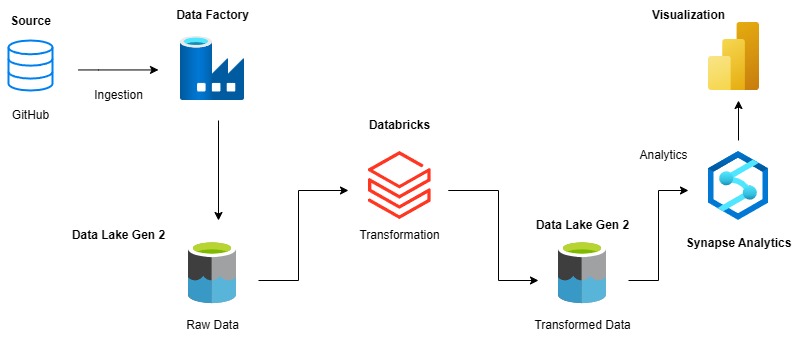 Source
Data Factory
Visualization
Ingestion
GitHub
Databricks
Analytics
Data Lake Gen 2
Transformation
Data Lake Gen 2
Synapse Analytics
Raw Data
Transformed Data